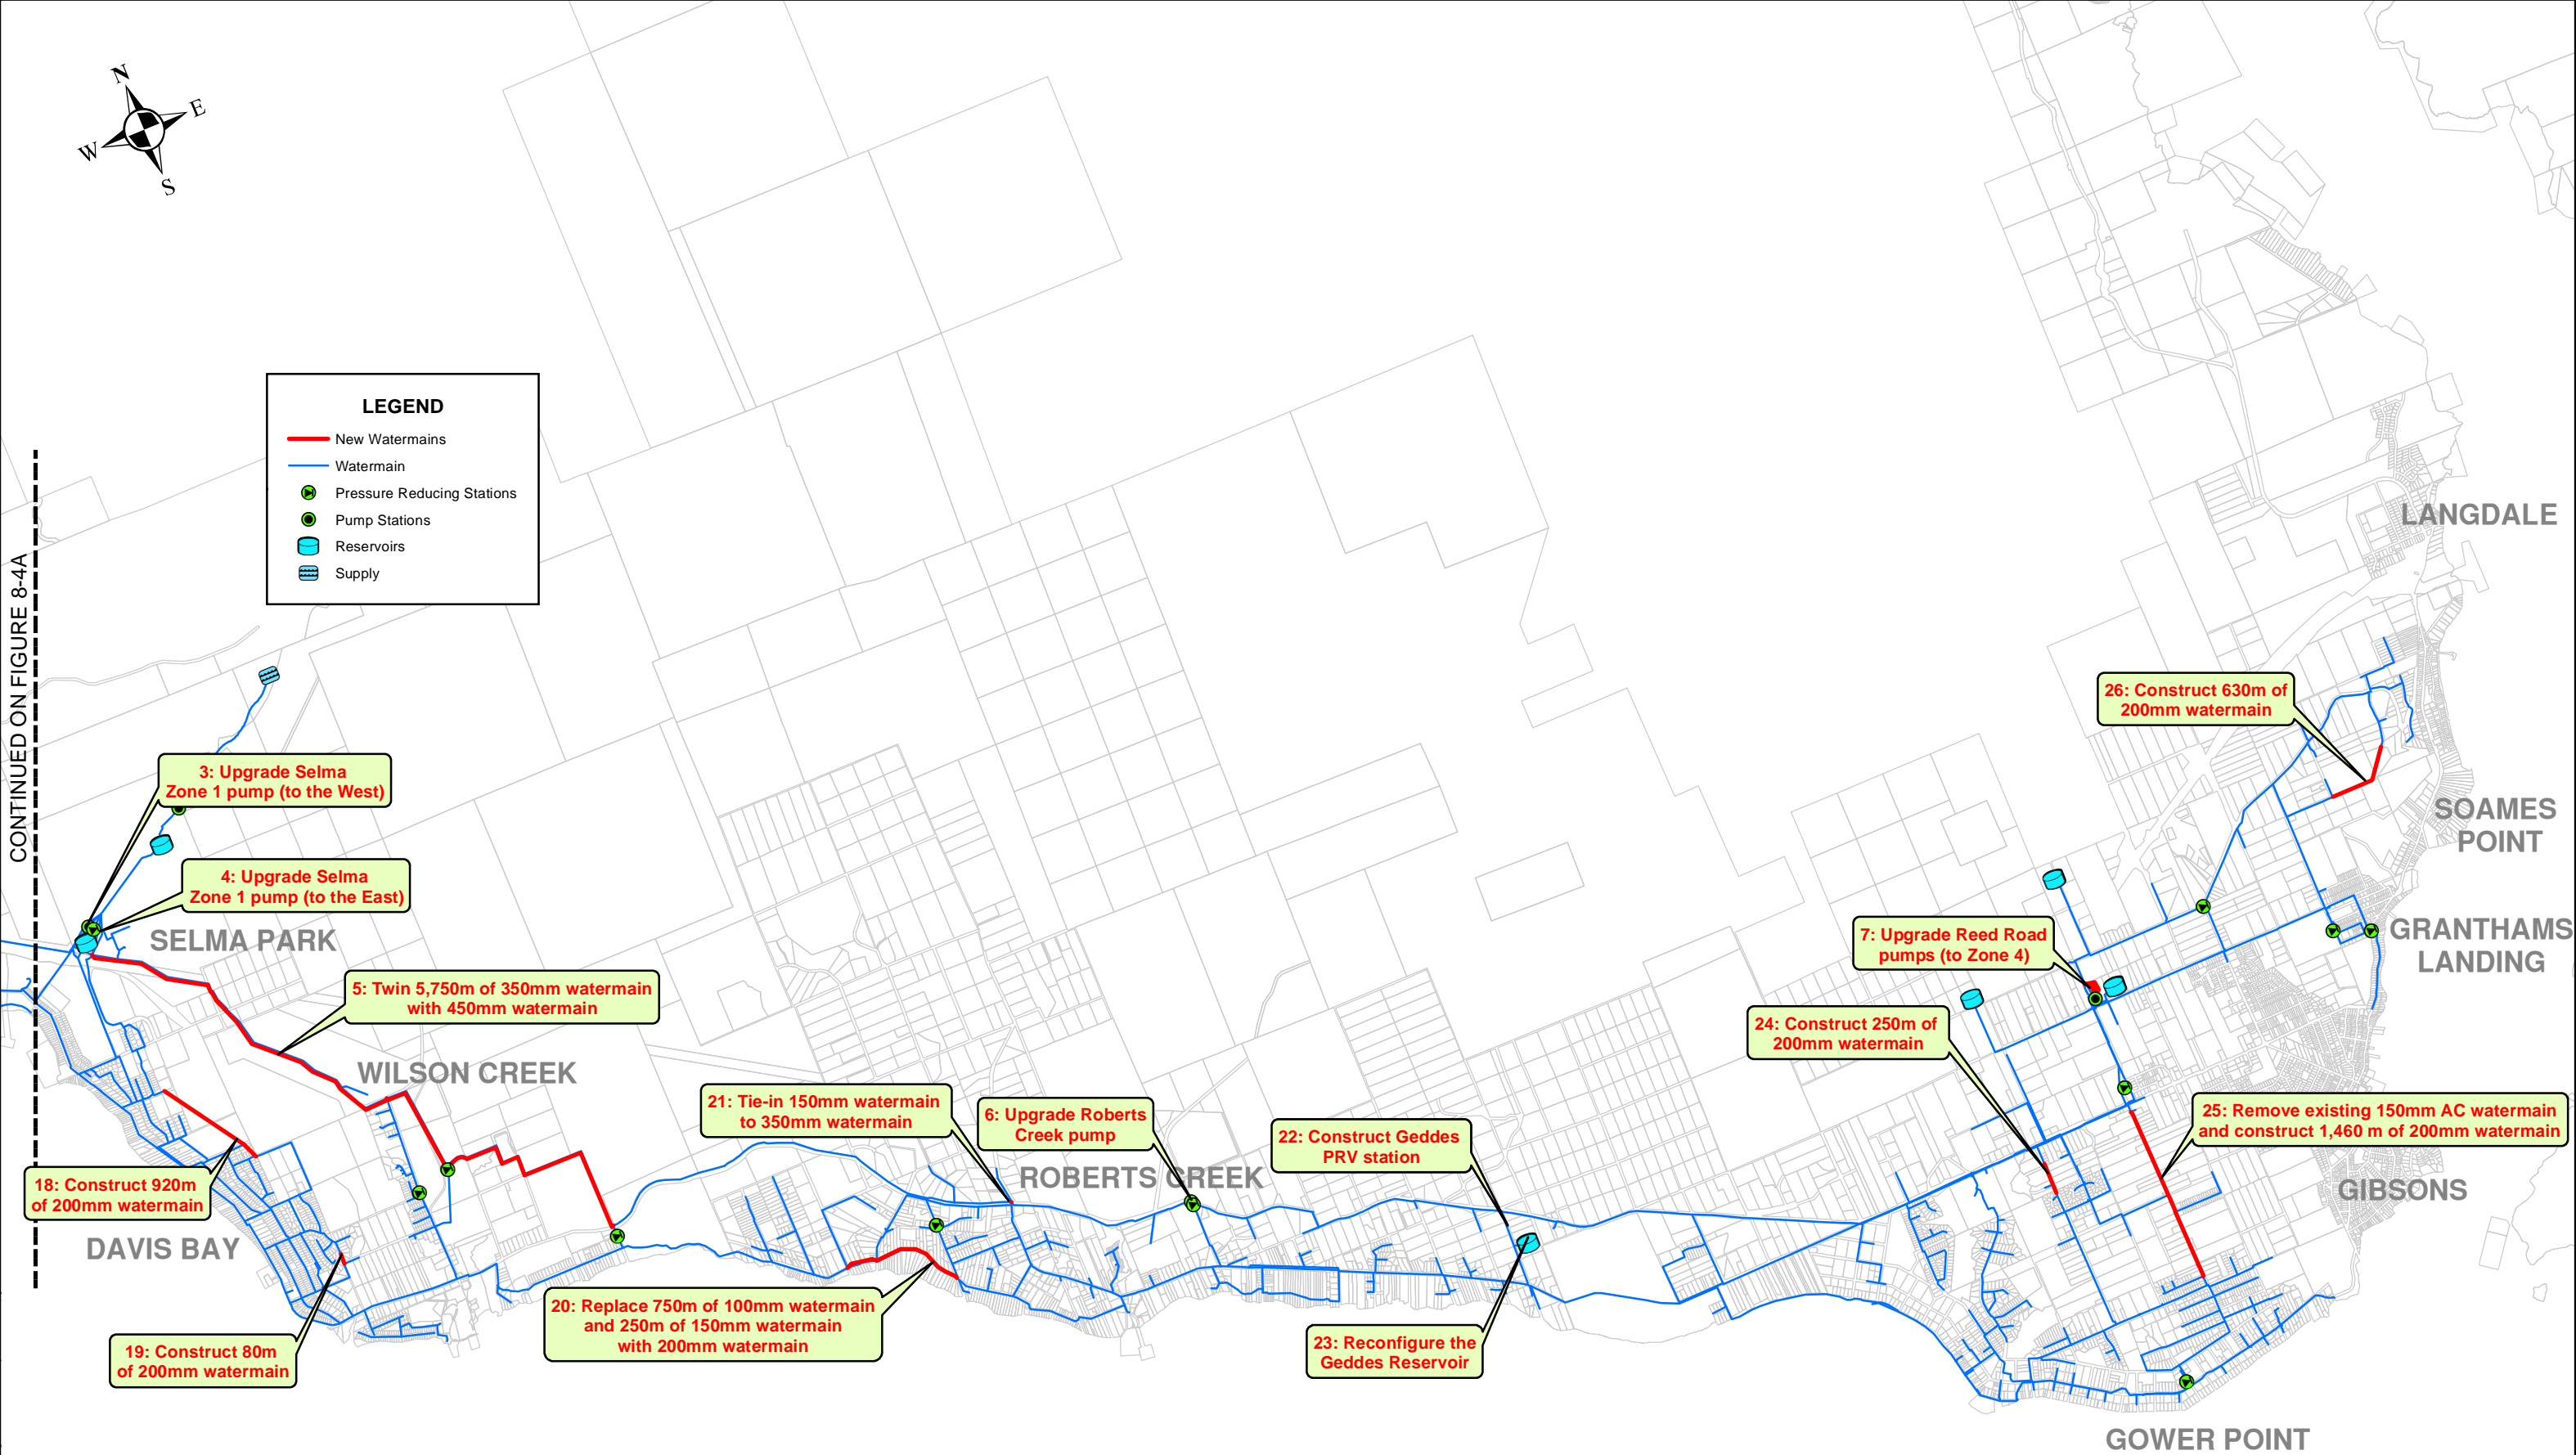 N
E
W
S
LEGEND
New Watermains
Watermain
Pressure Reducing Stations
Pump Stations
Reservoirs
Supply
CONTINUED ON FIGURE 8-4A
LANGDALE
26: Construct 630m of
200mm watermain
3: Upgrade Selma
Zone 1 pump (to the West)
SOAMES
POINT
4: Upgrade Selma
Zone 1 pump (to the East)
SELMA PARK
7: Upgrade Reed Road
pumps (to Zone 4)
GRANTHAMS
LANDING
5: Twin 5,750m of 350mm watermain
with 450mm watermain
24: Construct 250m of
200mm watermain
WILSON CREEK
21: Tie-in 150mm watermain
to 350mm watermain
6: Upgrade Roberts
Creek pump
22: Construct Geddes
PRV station
25: Remove existing 150mm AC watermain
and construct 1,460 m of 200mm watermain
ROBERTS CREEK
18: Construct 920m
of 200mm watermain
GIBSONS
DAVIS BAY
20: Replace 750m of 100mm watermain
and 250m of 150mm watermain
with 200mm watermain
19: Construct 80m
of 200mm watermain
23: Reconfigure the
Geddes Reservoir
GOWER POINT